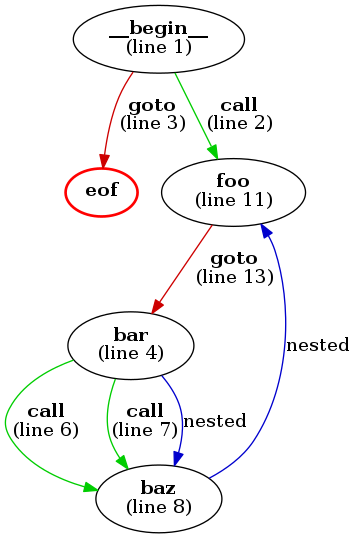 __begin__
(line 1)
goto
(line 3)
call
(line 2)
eof
foo
(line 11)
goto
(line 13)
bar
(line 4)
nested
call
(line 6)
call
(line 7)
nested
baz
(line 8)